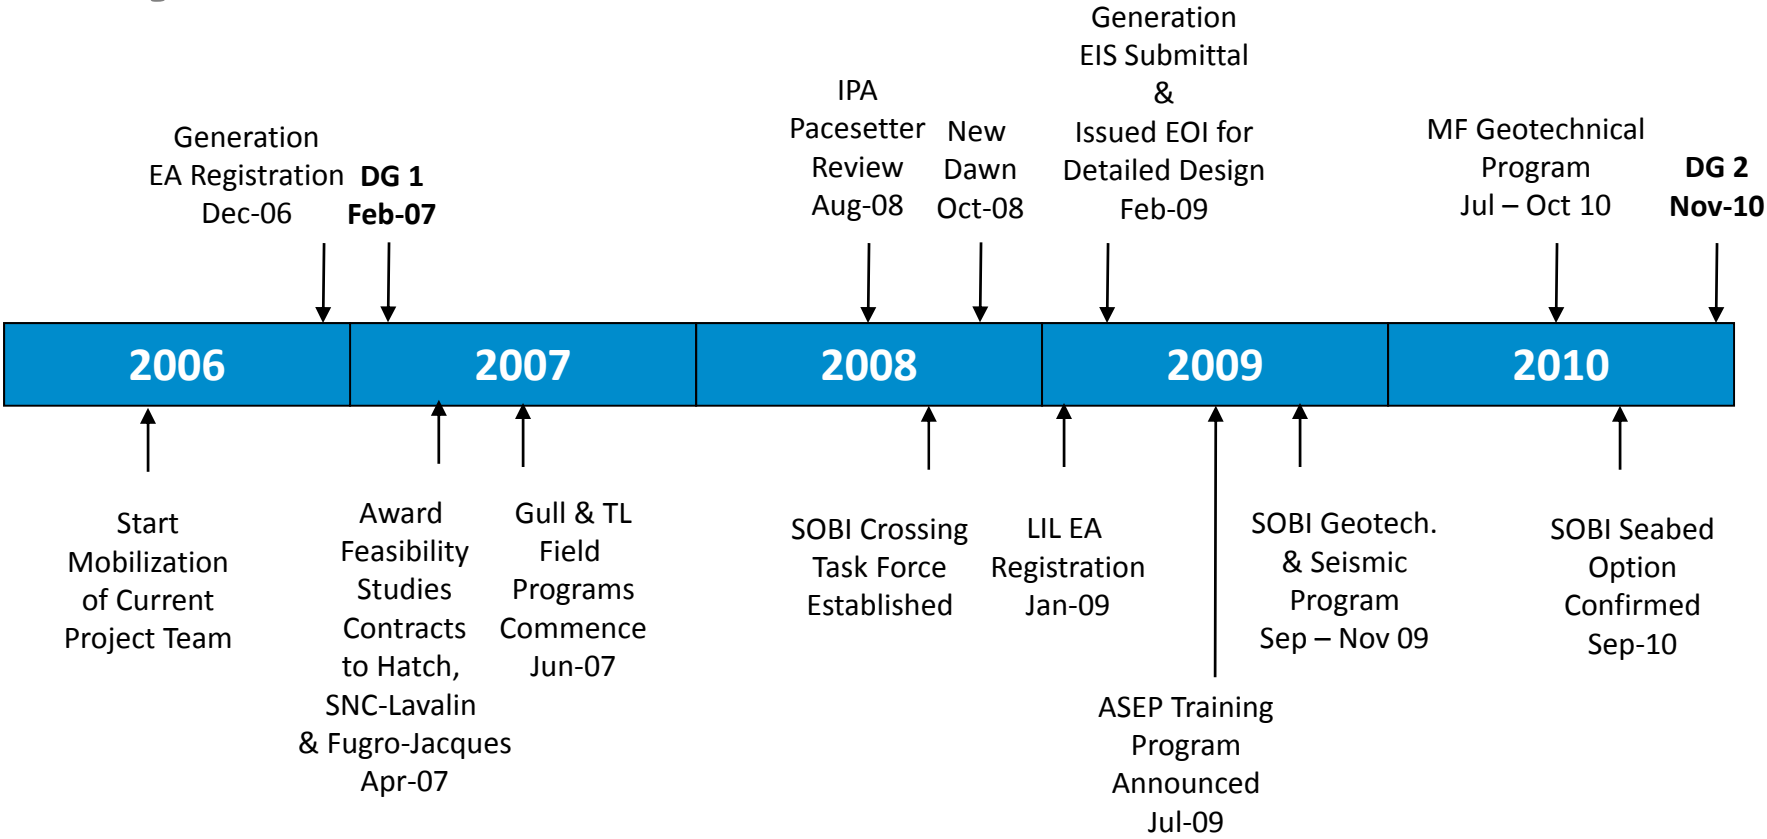 Generation
EA Registration
Dec-06
DG 1
Feb-07
IPA
Pacesetter
Review
Aug-08
New
Dawn
Oct-08
Generation
EIS Submittal
&
Issued EOI for
Detailed Design
Feb-09
MF Geotechnical
Program
Jul – Oct 10
DG 2
Nov-10
2006
2007
2008
2009
2010
Start
Mobilization
of Current
Project Team
Award
Feasibility
Studies
Contracts
to Hatch,
SNC-Lavalin
& Fugro-Jacques
Apr-07
Gull & TL
Field
Programs
Commence
Jun-07
SOBI Crossing
Task Force
Established
LIL EA
Registration
Jan-09
ASEP Training
Program
Announced
Jul-09
SOBI Geotech.
& Seismic
Program
Sep – Nov 09
SOBI Seabed
Option
Confirmed
Sep-10